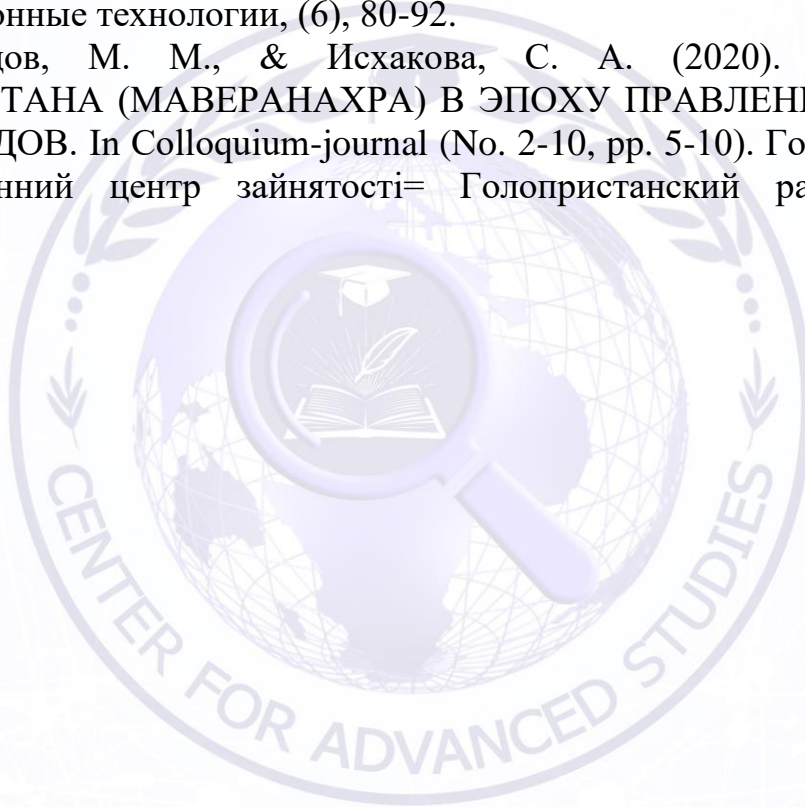 онные технологии, (6), 80-92.
дов, М. М., & Исхакова, С. А. (2020).
ТАНА (МАВЕРАНАХРА) В ЭПОХУ ПРАВЛЕН
ДОВ. In Colloquium-journal (No. 2-10, pp. 5-10). Го
нний центр зайнятості= Голопристанский ра
CENTER FOR ADVANCED STUDIES